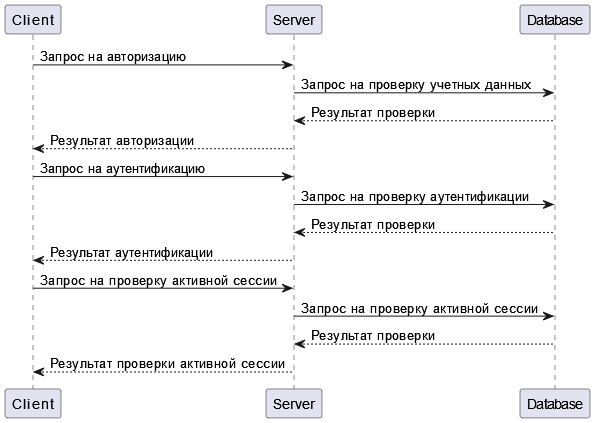 Client Server Database
Запрос на авторизацию
Запрос на проверку учетных данных
Результат проверки
Результат авторизации
Запрос на аутентификацию
Запрос на проверку аутентификации
Результат проверки
Результат аутентификации
Запрос на проверку активной сессии
Запрос на проверку активной сессии
Результат проверки
Результат проверки активной сессии
Client Server Database